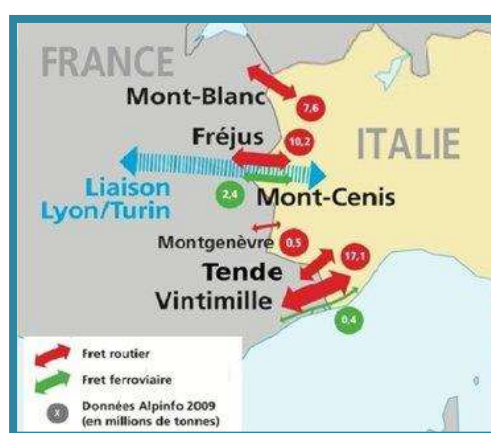 FRANCE
Mont-Blanc
7,6
Fréjus
10,2
ITALIE
Liaison
Lyon/Turin
2,4
Mont-Cenis
Montgenèvre
0,5
Tende
17,1
Vintimille
0,4
Fret routier
Fret ferroviaire
X
Données Alpinfo 2009
(en millions de tonnes)